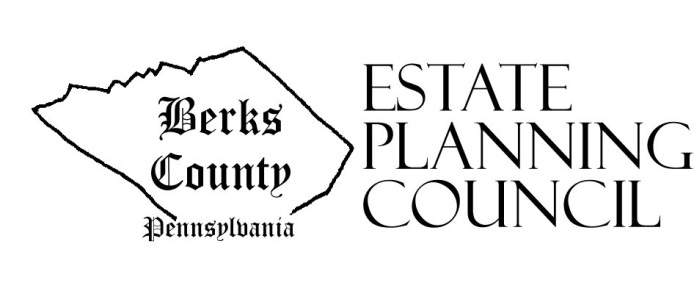 Berks
County
Pennsylvania
ESTATE
PLANNING
COUNCIL